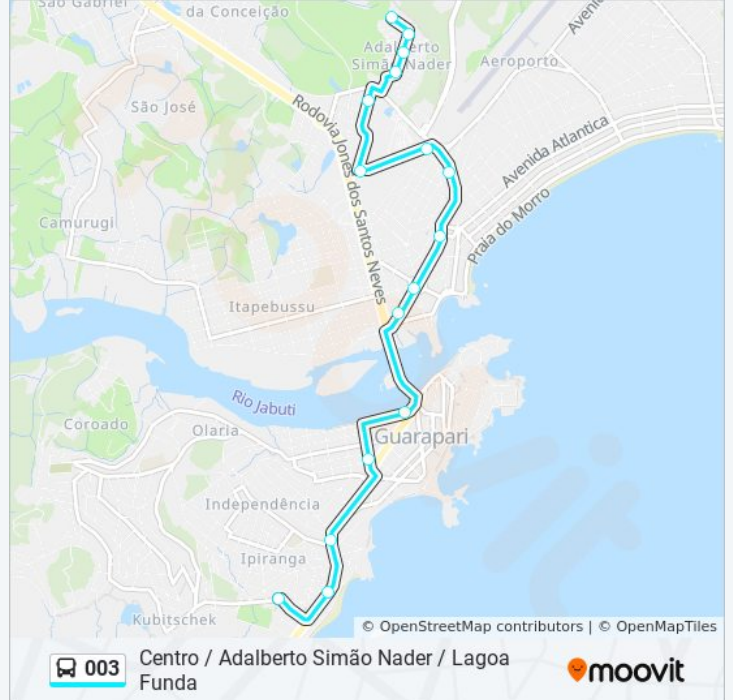 São Gabriel
da Conceição
Adalberto
Simão Nader
Aeroporto
São José
Rodovia Jones dos Santos Neves
Avenida Atlantica
Praia do Morro
Camurugi
Itapebussu
Rio Jabuti
Coroado
Olaria
Guarapari
Independência
Ipiranga
Kubitschek
© OpenStreetMap contributors | © OpenMapTiles
003
Centro / Adalberto Simão Nader / Lagoa
Funda
moovit